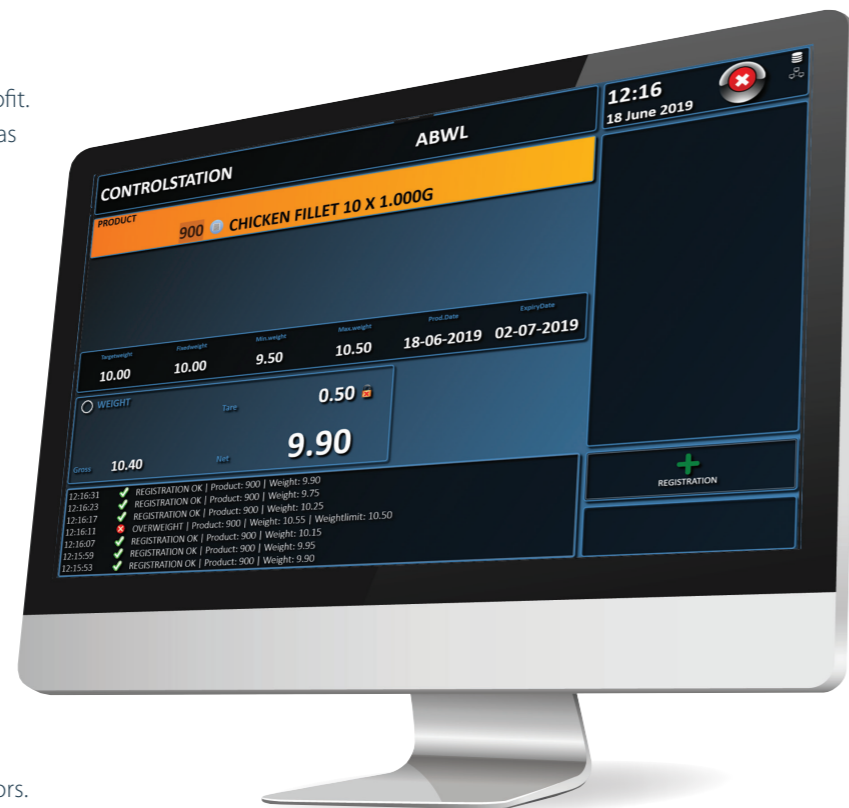 ofit.
as
CONTROLSTATION ABWL
12:16
18 June 2019
PRODUCT
900 CHICKEN FILLET 10 X 1.000G
Targetweight Fixedweight Min.weight Max.weight Prod.Date ExpiryDate
10.00 10.00 9.50 10.50 18-06-2019 02-07-2019
WEIGHT Tare 0.50
Gross 10.40 Net 9.90
12:16:31 REGISTRATION OK | Product: 900 | Weight: 9.90
12:16:23 REGISTRATION OK | Product: 900 | Weight: 9.75
12:16:17 REGISTRATION OK | Product: 900 | Weight: 10.25
12:16:11 OVERWEIGHT | Product: 900 | Weight: 10.55 | Weightlimit: 10.50
12:16:07 REGISTRATION OK | Product: 900 | Weight: 10.15
12:15:59 REGISTRATION OK | Product: 900 | Weight: 9.95
12:15:53 REGISTRATION OK | Product: 900 | Weight: 9.90
REGISTRATION
ors.